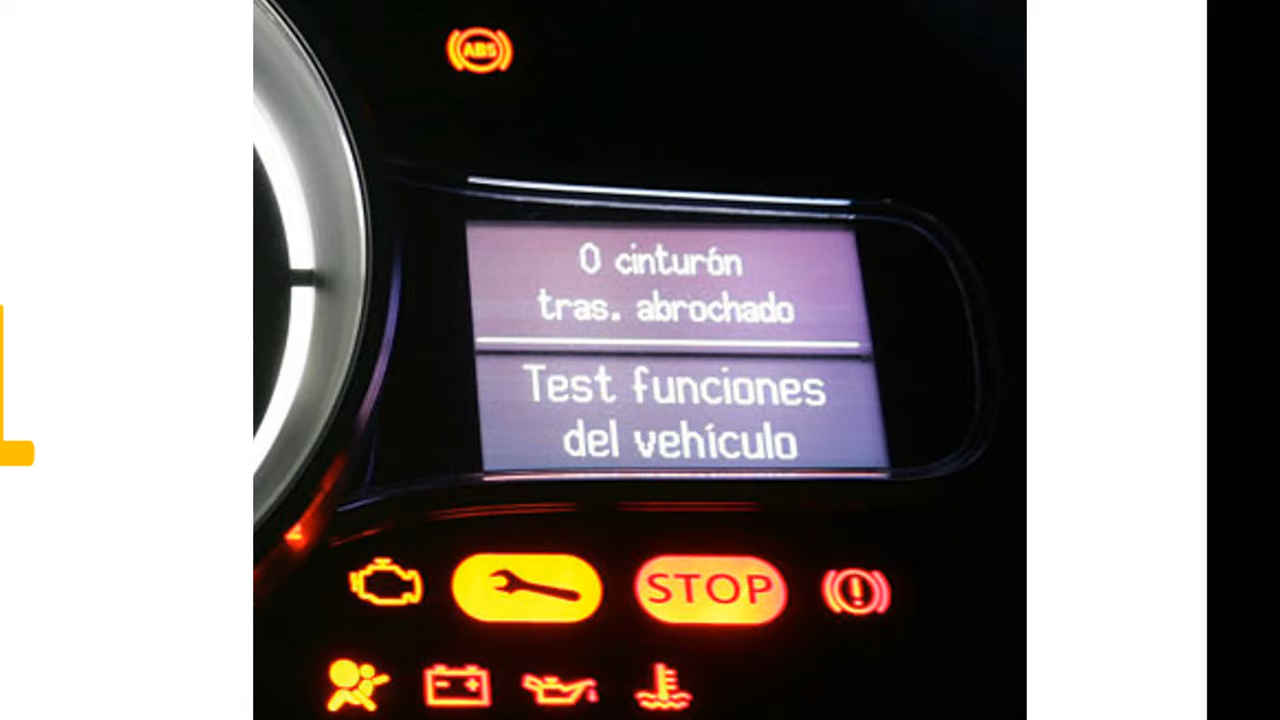 ABS
0 cinturón
tras. abrochado
Test funciones
del vehículo
STOP